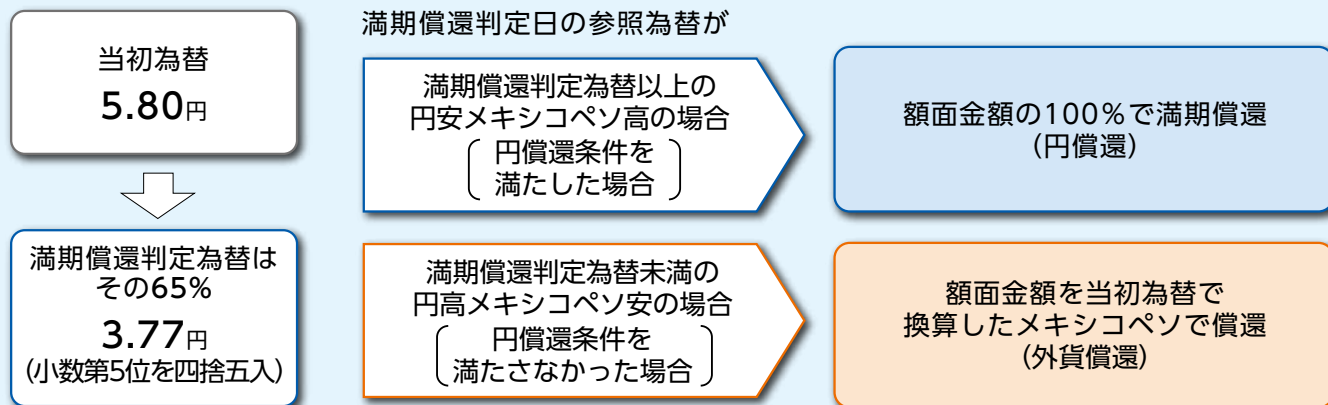 当初為替
5.80円
満期償還判定為替は
その65%
3.77円
(小数第5位を四捨五入)
満期償還判定日の参照為替が
満期償還判定為替以上の
円安メキシコペソ高の場合
円償還条件を
満たした場合
額面金額の100%で満期償還
(円償還)
満期償還判定為替未満の
円高メキシコペソ安の場合
円償還条件を
満たさなかった場合
額面金額を当初為替で
換算したメキシコペソで償還
(外貨償還)